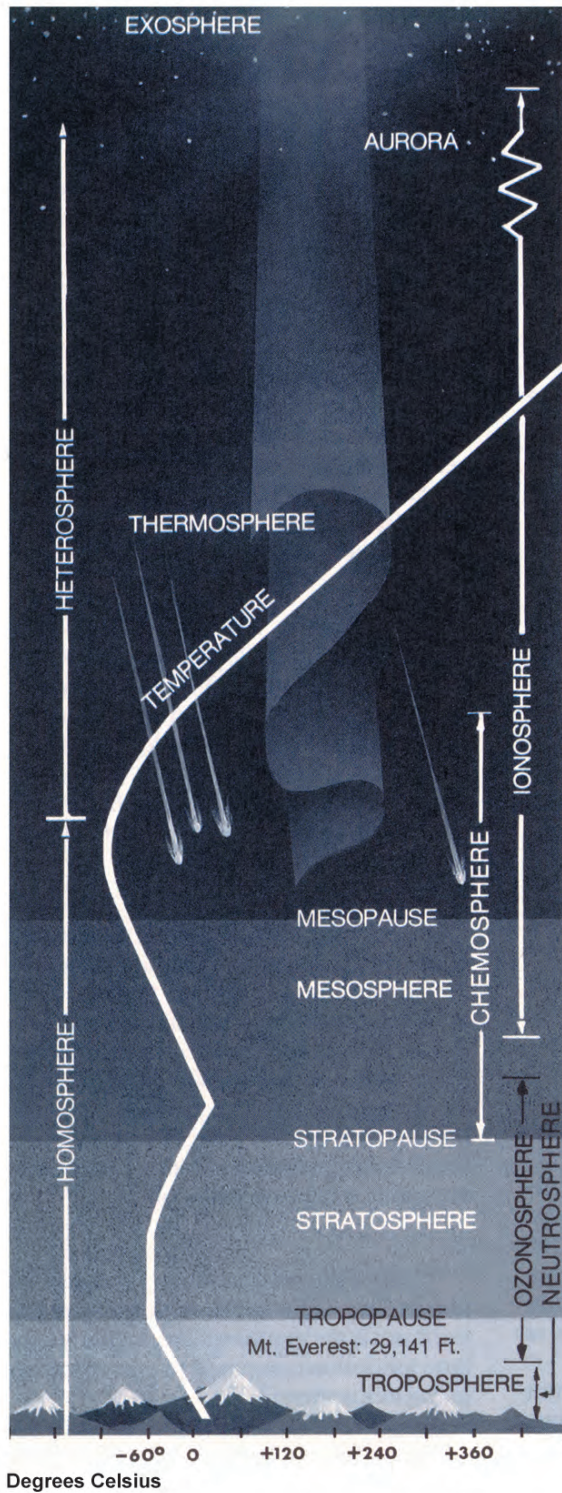 EXOSPHERE
AURORA
HETEROSPHERE
THERMOSPHERE
TEMPERATURE
IONOSPHERE
CHEMOSPHERE
MESOPAUSE
MESOSPHERE
HOMOSPHERE
STRATOPAUSE
OZONOSPHERE
NEUTROSPHERE
STRATOSPHERE
TROPOPAUSE
Mt. Everest: 29,141 Ft.
TROPOSPHERE
-60° 0 +120 +240 +360
Degrees Celsius